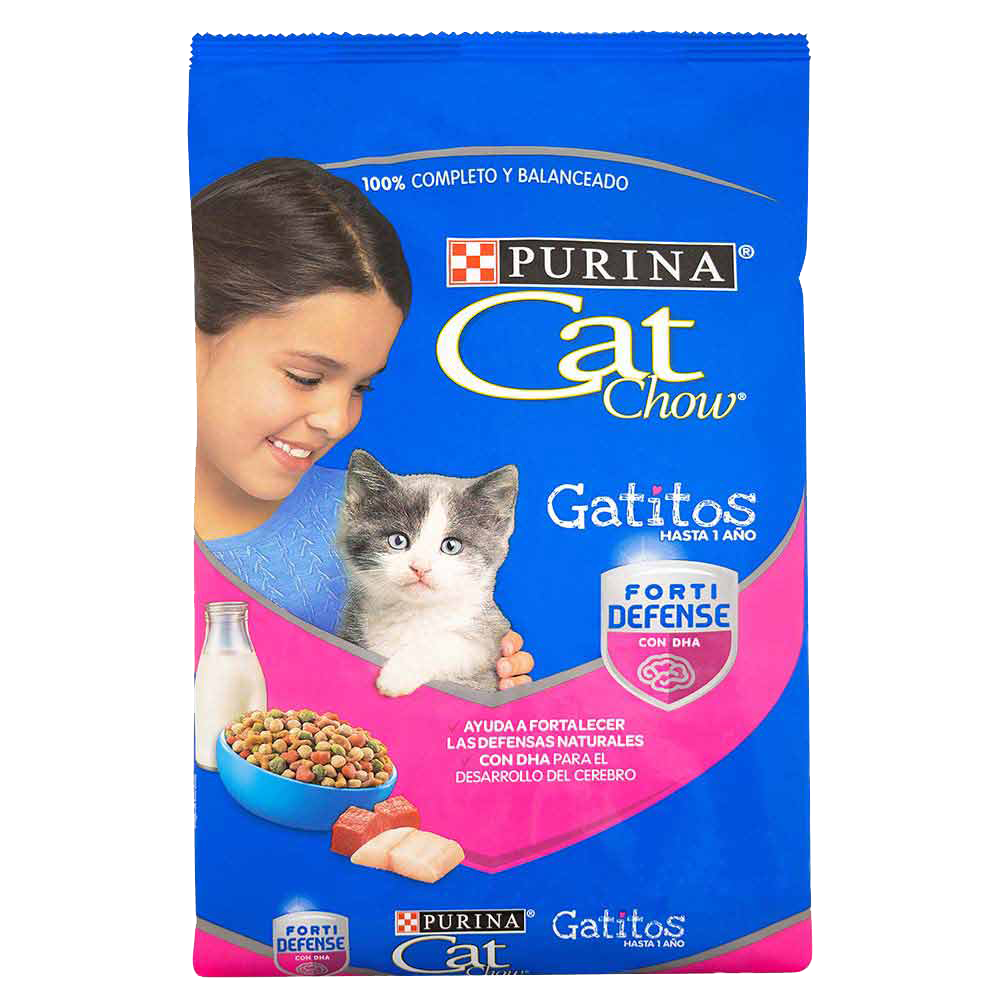 100% COMPLETO Y BALANCEADO
PURINA®
Cat
Chow®
Gatitos
HASTA 1 AÑO
FORTI
DEFENSE
CON DHA
AYUDA A FORTALECER
LAS DEFENSAS NATURALES
CON DHA PARA EL
DESARROLLO DEL CEREBRO
FORTI
DEFENSE
CON DHA
PURINA®
Cat
Chow®
Gatitos
HASTA 1 AÑO